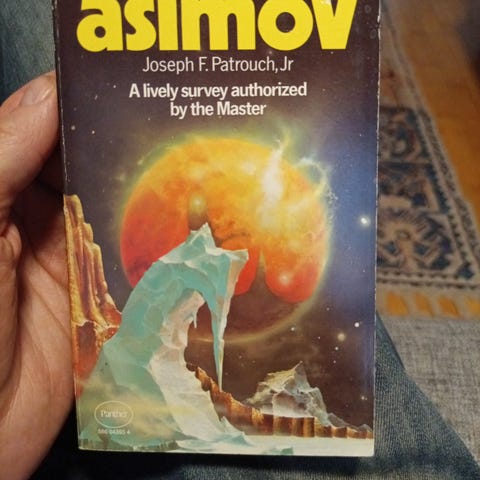 asimov
Joseph F. Patrouch, Jr
A lively survey authorized
by the Master
Panther